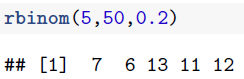 rbinom(5,50,0.2)
## [1]  7  6 13 11 12